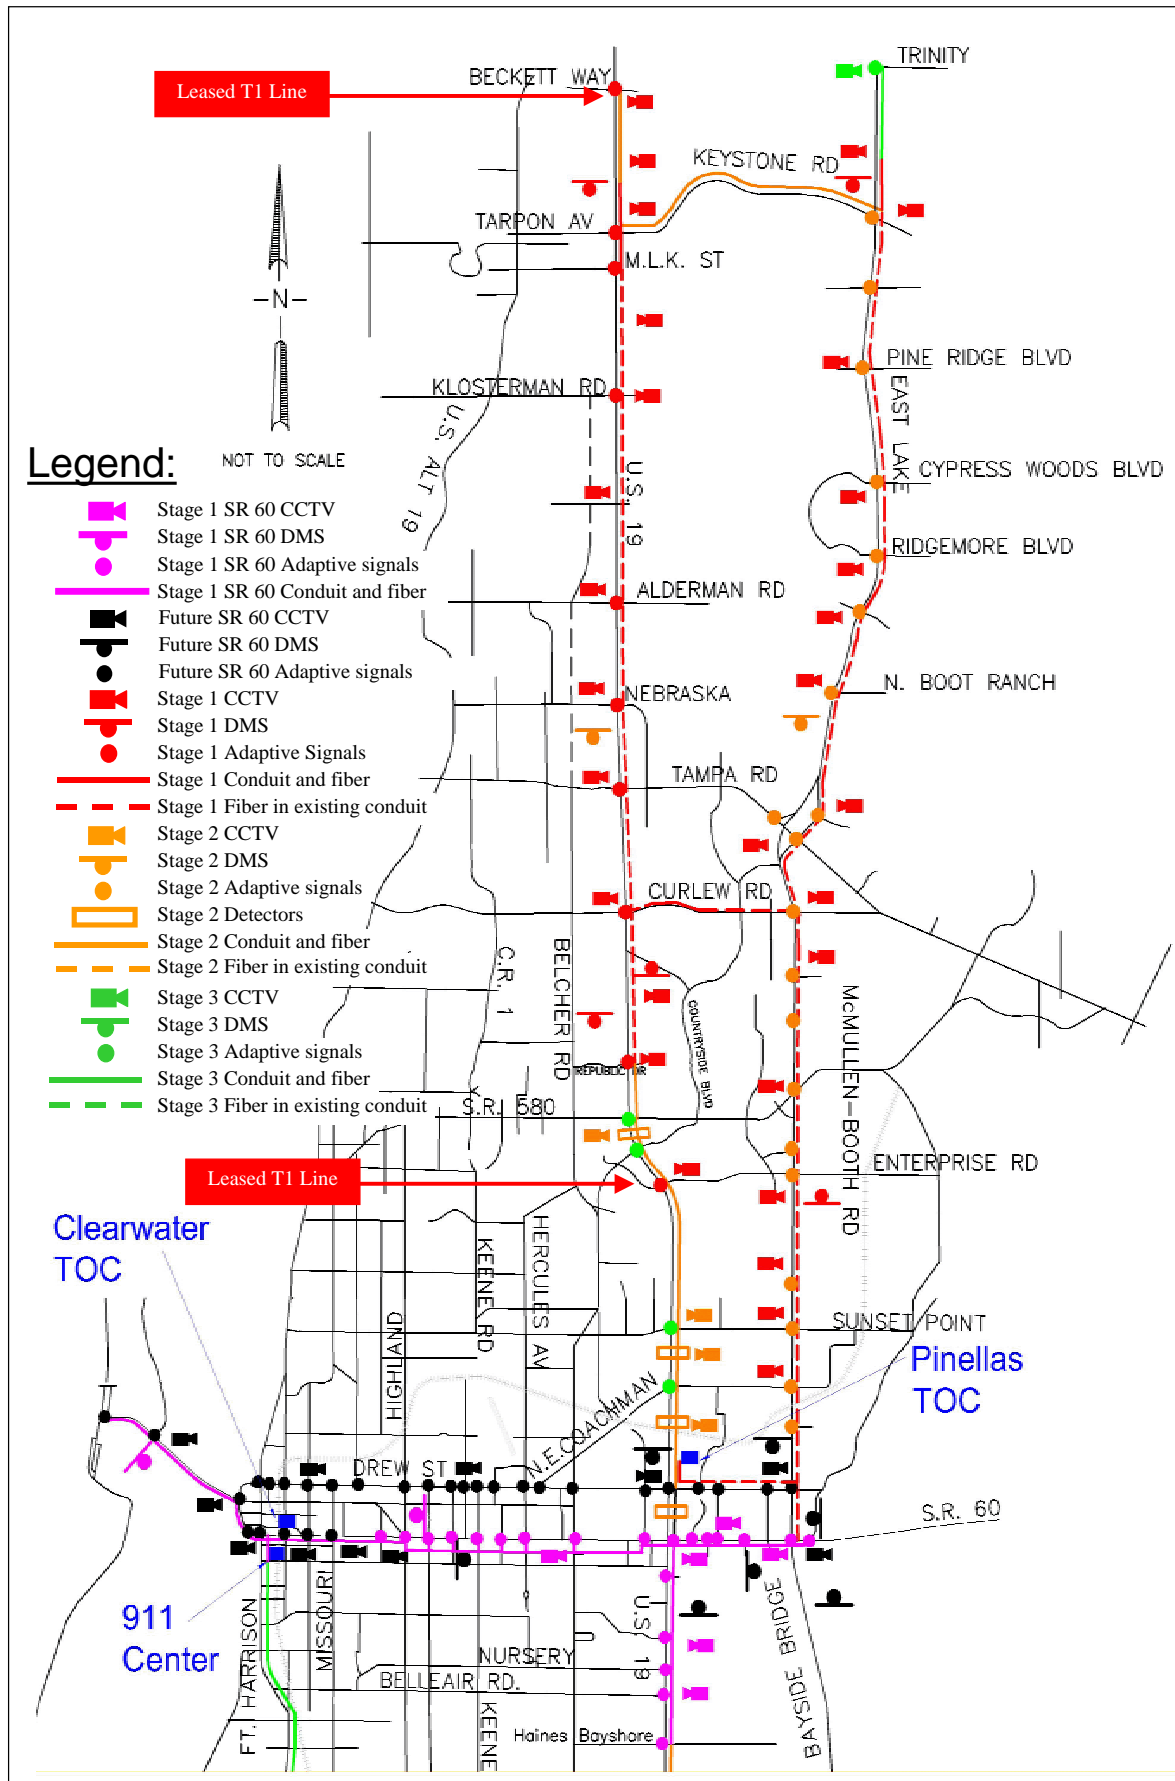 TRINITY
BECKETT WAY
Leased T1 Line
KEYSTONE RD
TARPON AV
M.L.K. ST
-N-
PINE RIDGE BLVD
KLOSTERMAN RD
EAST LAKE
U.S. ALT 19
NOT TO SCALE
Legend:
CYPRESS WOODS BLVD
U.S. 19
Stage 1 SR 60 CCTV
Stage 1 SR 60 DMS
RIDGEMORE BLVD
Stage 1 SR 60 Adaptive signals
Stage 1 SR 60 Conduit and fiber
ALDERMAN RD
Future SR 60 CCTV
Future SR 60 DMS
Future SR 60 Adaptive signals
N. BOOT RANCH
Stage 1 CCTV
NEBRASKA
Stage 1 DMS
Stage 1 Adaptive Signals
Stage 1 Conduit and fiber
TAMPA RD
Stage 1 Fiber in existing conduit
Stage 2 CCTV
Stage 2 DMS
Stage 2 Adaptive signals
CURLEW RD
Stage 2 Detectors
Stage 2 Conduit and fiber
Stage 2 Fiber in existing conduit
C.R. 1
BELCHER RD
Stage 3 CCTV
COUNTRYSIDE BLVD
McMULLEN-BOOTH RD
Stage 3 DMS
Stage 3 Adaptive signals
REPUBLIC DR
Stage 3 Conduit and fiber
Stage 3 Fiber in existing conduit
S.R. 580
ENTERPRISE RD
Leased T1 Line
Clearwater
TOC
KEENE RD
HERCULES AV
HIGHLAND
SUNSET POINT
Pinellas
TOC
N.E.COACHMAN
DREW ST
S.R. 60
911
Center
FT. HARRISON
MISSOURI
U.S 19
BAYSIDE BRIDGE
NURSERY
BELLEAIR RD.
KEENE
Haines Bayshore